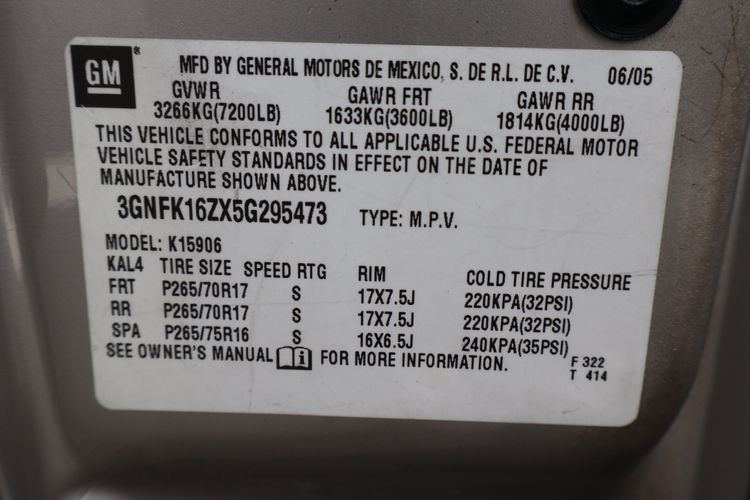 GM ® MFD BY GENERAL MOTORS DE MEXICO, S. DE R.L. DE C.V. 06/05
GVWR GAWR FRT GAWR RR
3266KG(7200LB) 1633KG(3600LB) 1814KG(4000LB)
THIS VEHICLE CONFORMS TO ALL APPLICABLE U.S. FEDERAL MOTOR
VEHICLE SAFETY STANDARDS IN EFFECT ON THE DATE OF
MANUFACTURE SHOWN ABOVE.
3GNFK16ZX5G295473 TYPE: M.P.V.
MODEL: K15906
KAL4 TIRE SIZE SPEED RTG RIM COLD TIRE PRESSURE
FRT P265/70R17 S 17X7.5J 220KPA(32PSI)
RR P265/70R17 S 17X7.5J 220KPA(32PSI)
SPA P265/75R16 S 16X6.5J 240KPA(35PSI)
SEE OWNER'S MANUAL i FOR MORE INFORMATION. F 322
T 414